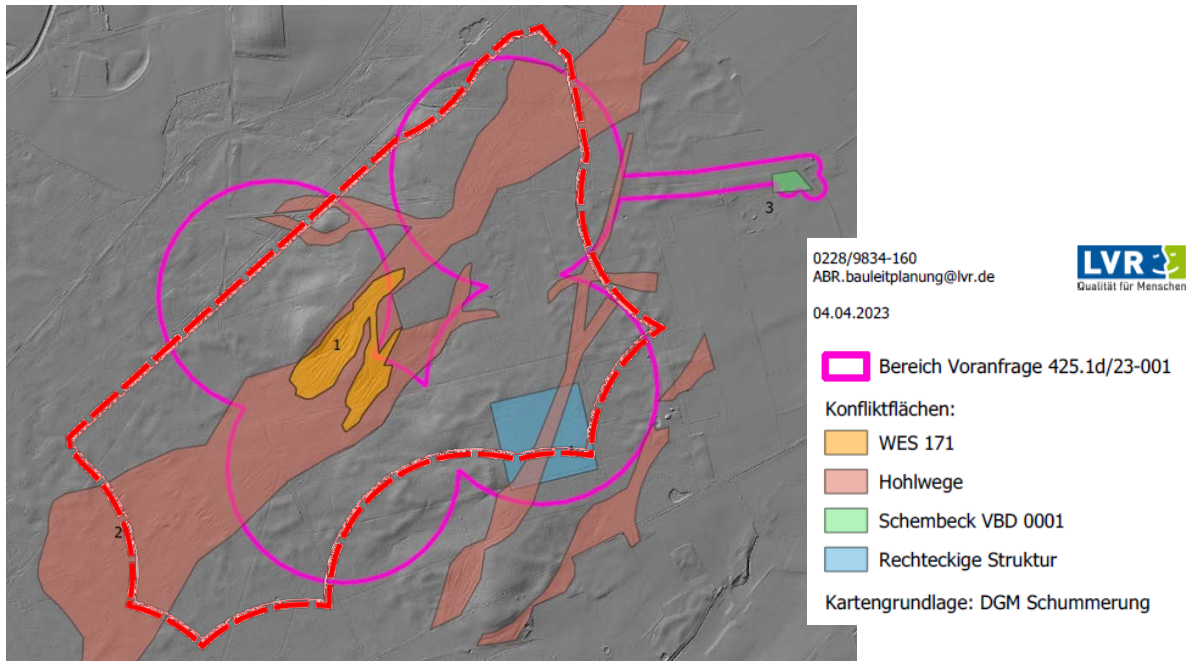 1
2
3
0228/9834-160
ABR.bauleitplanung@lvr.de
04.04.2023
LVR
Qualität für Menschen
Bereich Voranfrage 425.1d/23-001
Konfliktflächen:
WES 171
Hohlwege
Schembeck VBD 0001
Rechteckige Struktur
Kartengrundlage: DGM Schummerung